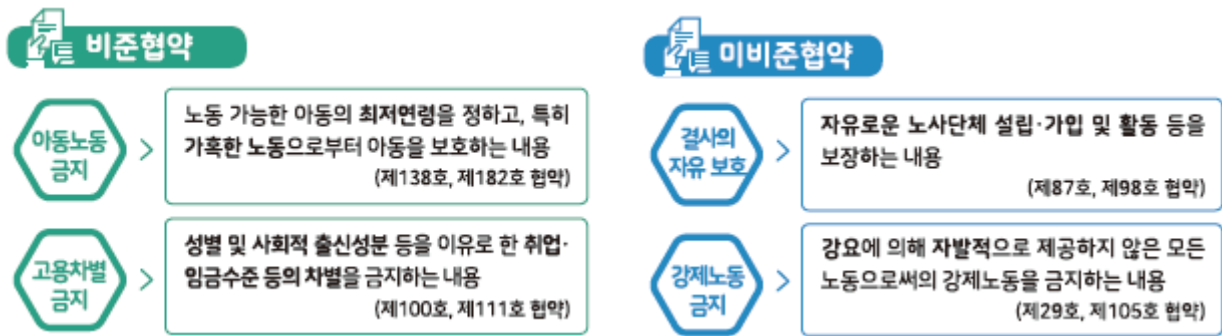 비준협약
아동노동
금지
노동 가능한 아동의 최저연령을 정하고, 특히
가혹한 노동으로부터 아동을 보호하는 내용
(제138호, 제182호 협약)
고용차별
금지
성별 및 사회적 출신성분 등을 이유로 한 취업·
임금수준 등의 차별을 금지하는 내용
(제100호, 제111호 협약)
미비준협약
결사의
자유 보호
자유로운 노사단체 설립·가입 및 활동 등을
보장하는 내용
(제87호, 제98호 협약)
강제노동
금지
강요에 의해 자발적으로 제공하지 않은 모든
노동으로써의 강제노동을 금지하는 내용
(제29호, 제105호 협약)